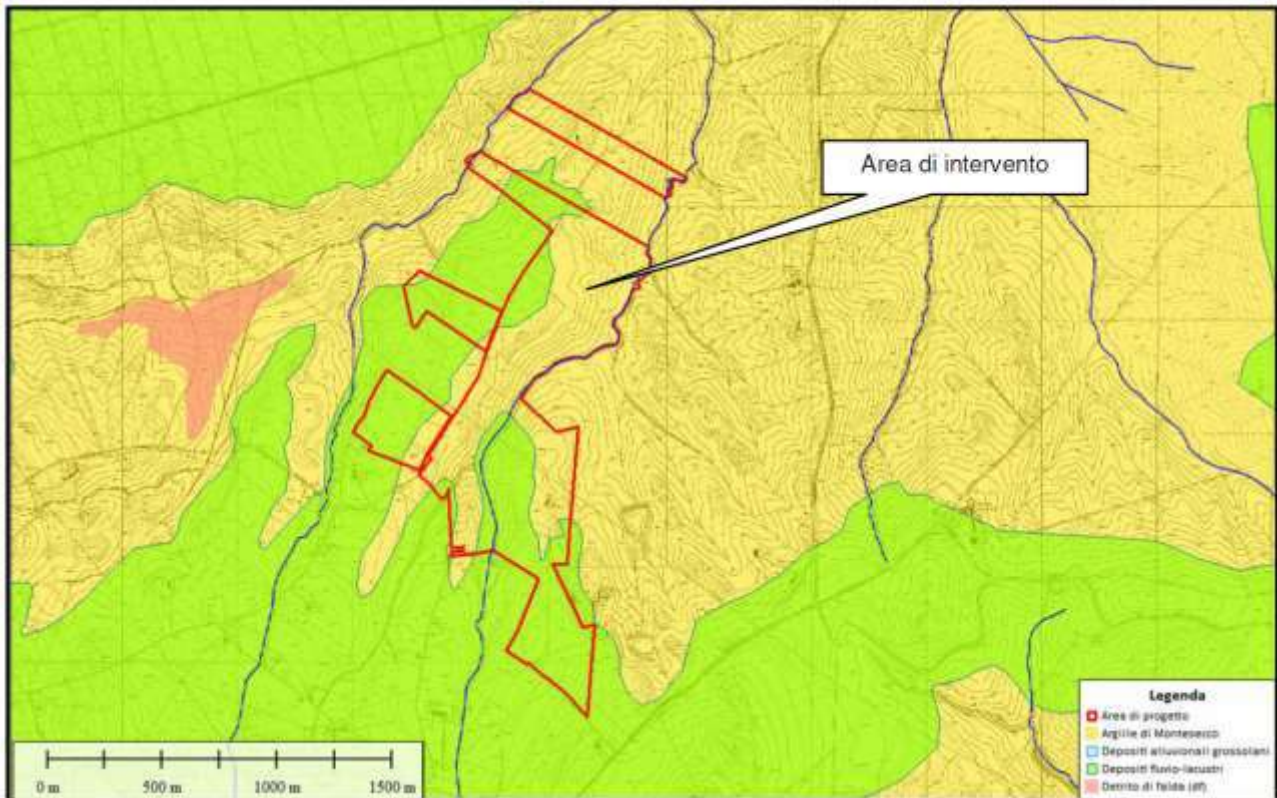 Area di intervento
Legenda
Area di progetto
Argille di Montesecco
Depositi alluvionali grossolani
Depositi fluvio-lacustri
Detrito di falda (df)
0 m 500 m 1000 m 1500 m